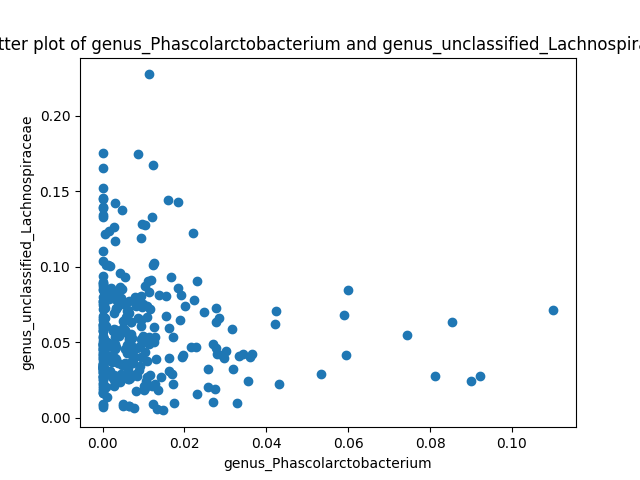 tter plot of genus_Phascolarctobacterium and genus_unclassified_Lachnospira
0.20
0.15
0.10
0.05
0.00
genus_unclassified_Lachnospiraceae
0.00 0.02 0.04 0.06 0.08 0.10
genus_Phascolarctobacterium